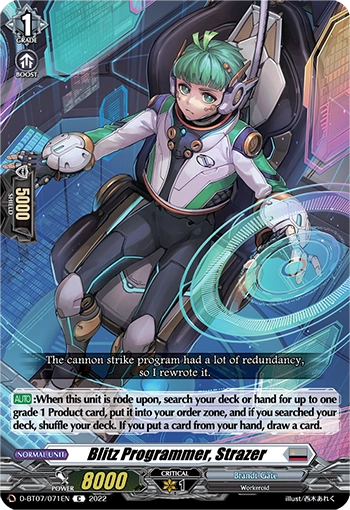 1
GRADE
BOOST
5000
SHIELD
The cannon strike program had a lot of redundancy,
so I rewrote it.
AUTO:When this unit is rode upon, search your deck or hand for up to one
grade 1 Product card, put it into your order zone, and if you searched your
deck, shuffle your deck. If you put a card from your hand, draw a card.
NORMAL UNIT
Blitz Programmer, Strazer
POWER 8000
CRITICAL
1
Brandt Gate
Workeroid
D-BT07/071EN C 2022
illust/西木あれく